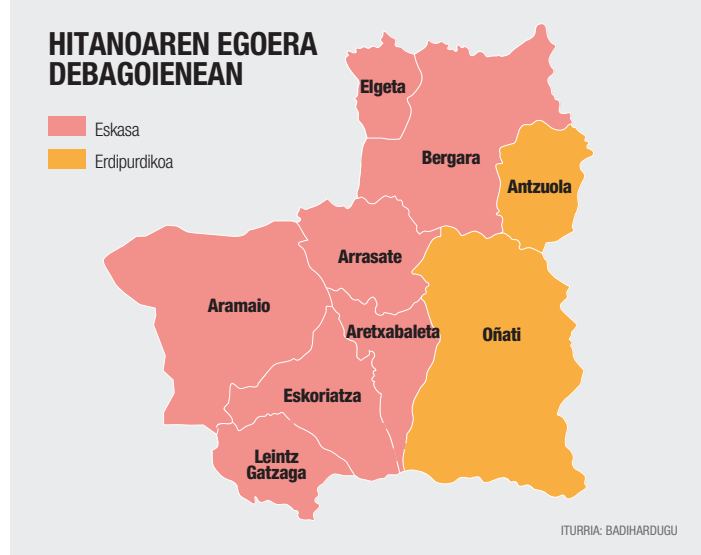 HITANOAREN EGOERA
DEBAGOIENEAN
Eskasa
Erdipurdikoa
Elgeta
Bergara
Antzuola
Arrasate
Aramaio
Aretxabaleta
Oñati
Eskoriatza
Leintz
Gatzaga
ITURRIA: BADIHARDUGU